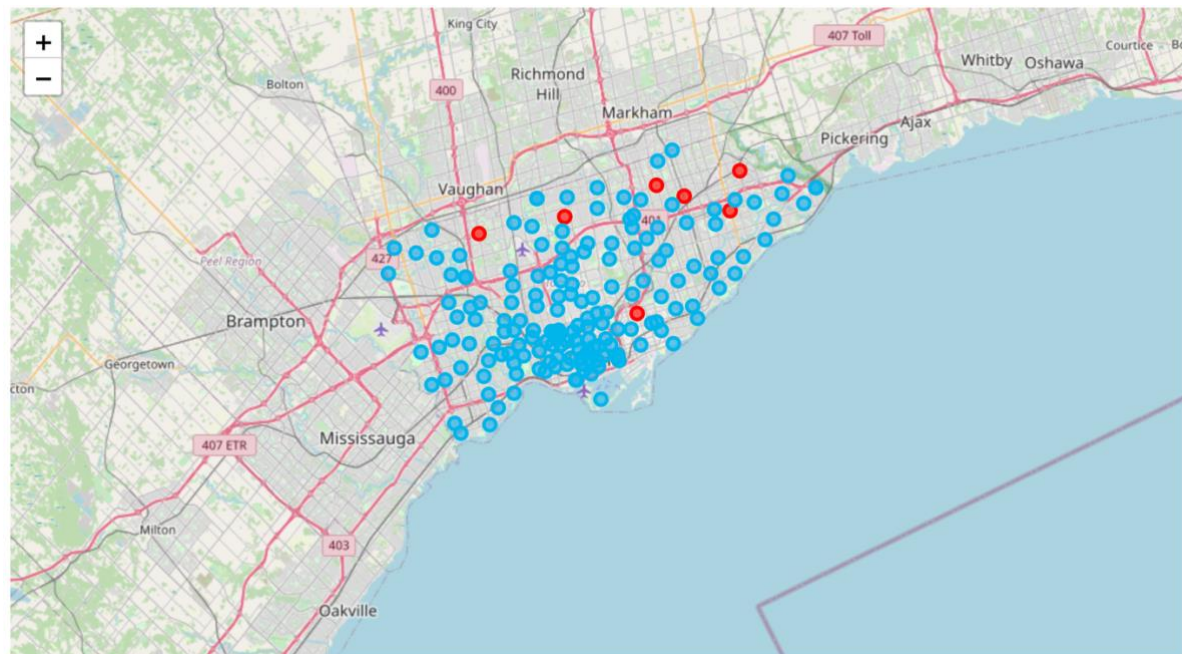 +
−
King City
407 Toll
Courtice
Whitby
Oshawa
Richmond
Hill
Bolton
400
Markham
Ajax
Pickering
Vaughan
401
427
Peel Region
Brampton
Georgetown
Mississauga
407 ETR
Milton
403
Oakville